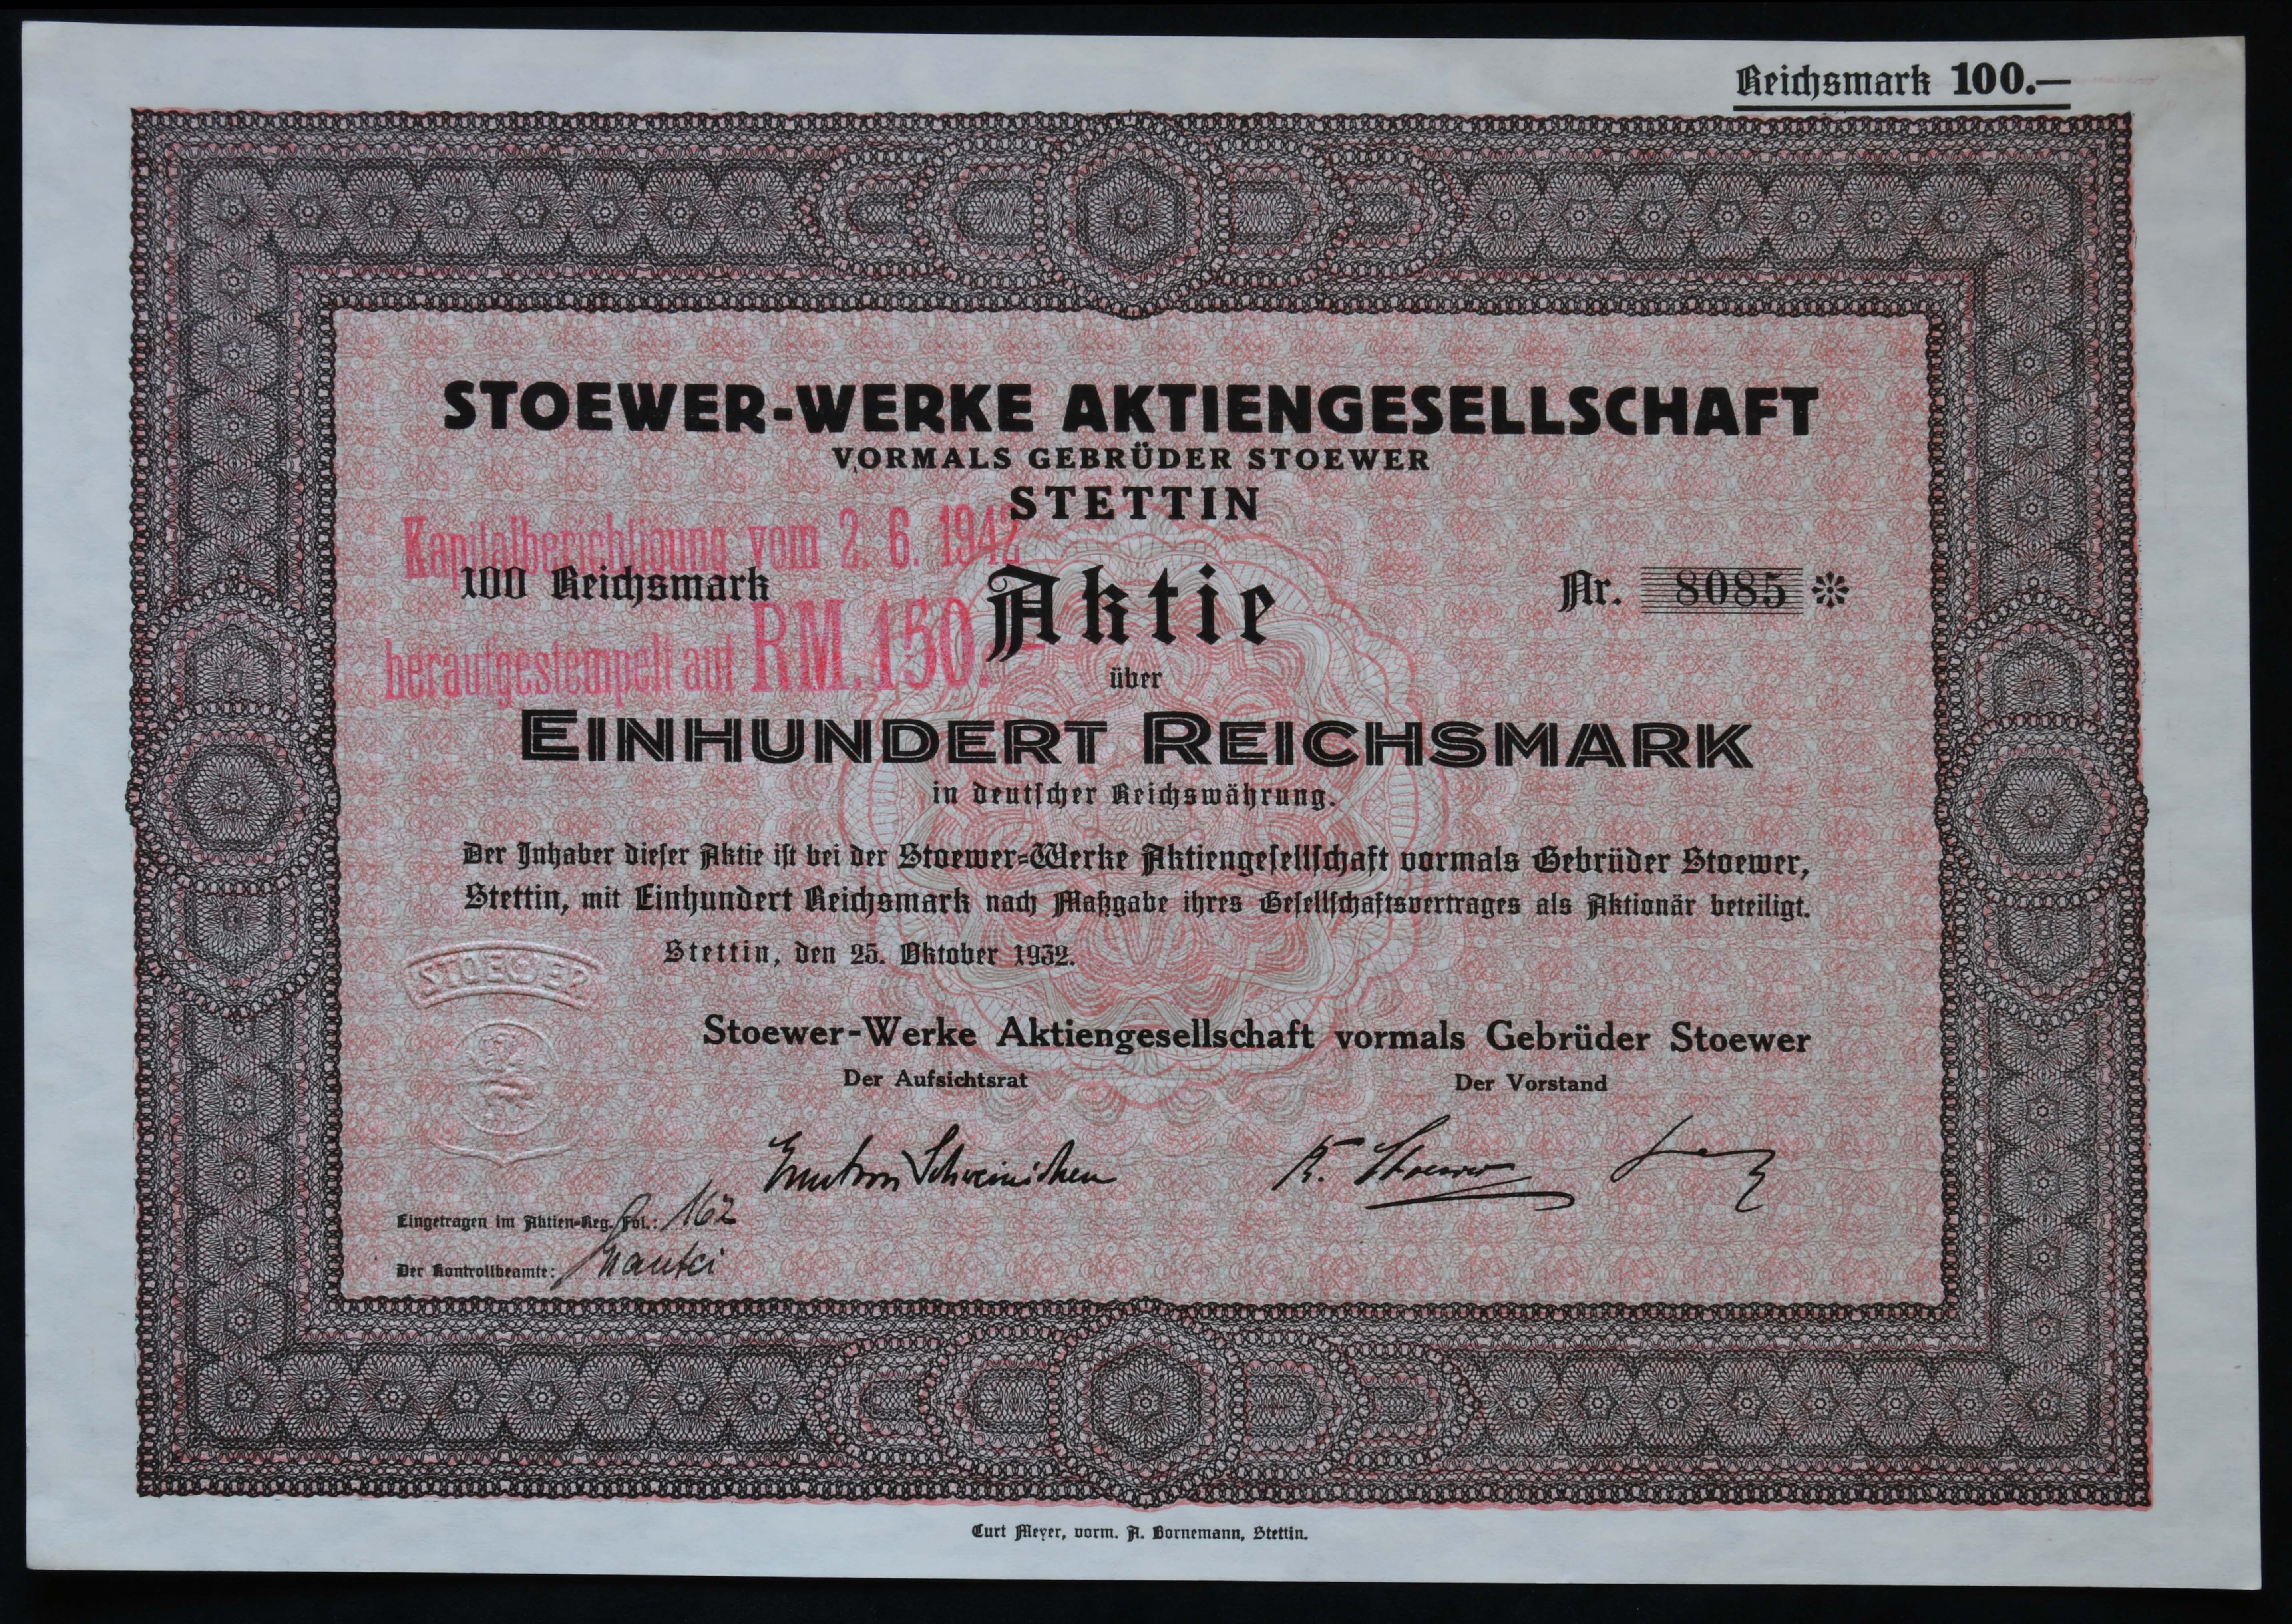 Reichsmark 100.—
STOEWER-WERKE AKTIENGESELLSCHAFT
VORMALS GEBRÜDER STOEWER
STETTIN
Kapitalberichtigung vom 2. 6. 1942
100 Reichsmark
Aktie
Nr. 8085 *
heraufgestempelt auf RM. 150.–
über
EINHUNDERT REICHSMARK
in deutscher Reichswährung.
Der Inhaber dieser Aktie ist bei der Stoewer-Werke Aktiengesellschaft vormals Gebrüder Stoewer,
Stettin, mit Einhundert Reichsmark nach Maßgabe ihres Gesellschaftsvertrages als Aktionär beteiligt.
Stettin, den 25. Oktober 1932.
STOEWER
Stoewer-Werke Aktiengesellschaft vormals Gebrüder Stoewer
Der Aufsichtsrat
Der Vorstand
Schweinichen
B. Stoewer
Eingetragen im Aktien-Reg. Fol.: 162
Der Kontrollbeamte:
Curt Meyer, vorm. A. Bornemann, Stettin.